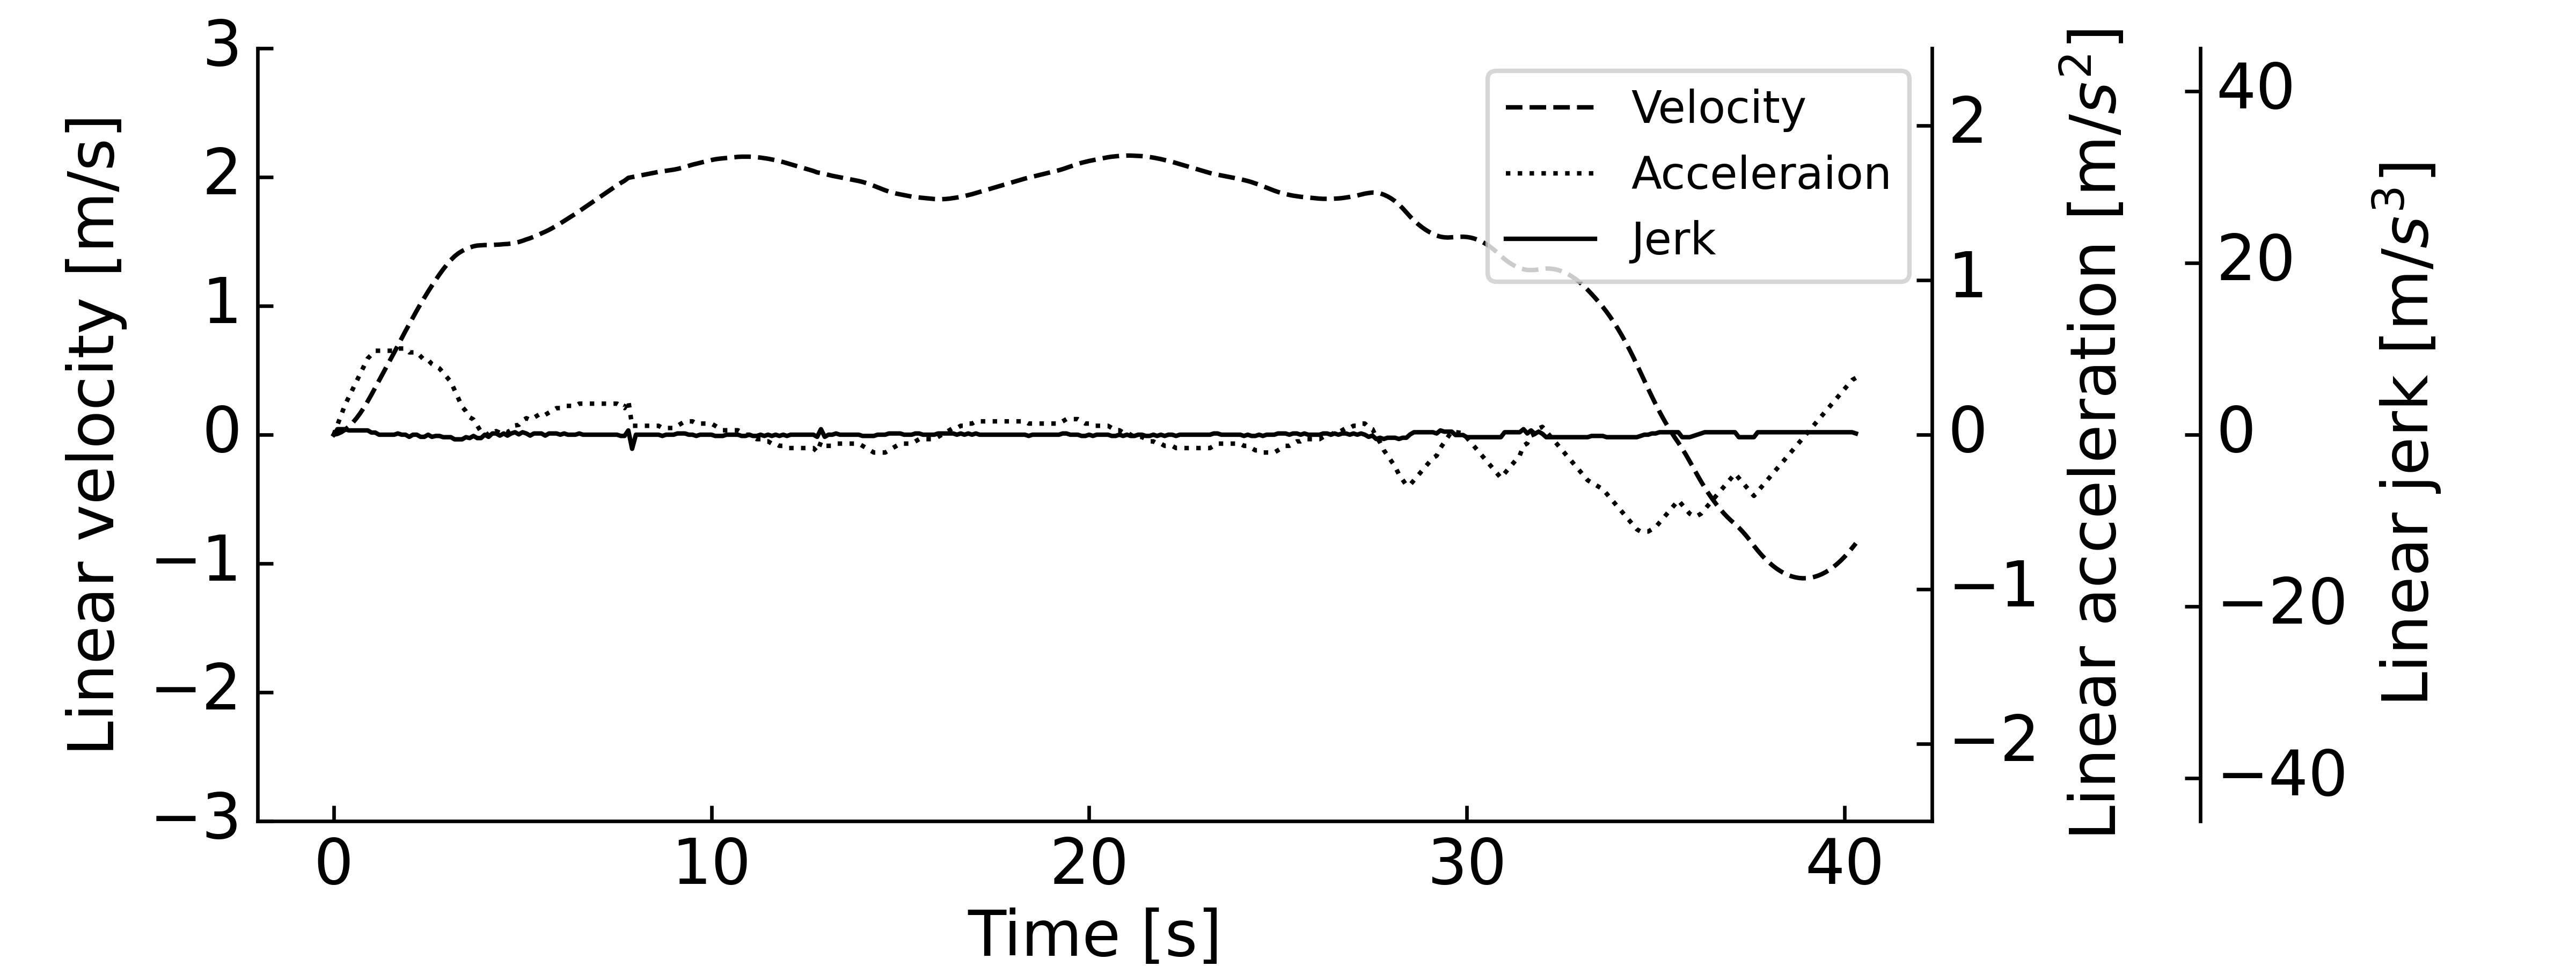 Linear velocity [m/s]
3
2
1
0
−1
−2
−3
0 10 20 30 40
Time [s]
Velocity
Acceleraion
Jerk
2
1
0
−1
−2
Linear acceleration [m/s²]
40
20
0
−20
−40
Linear jerk [m/s³]